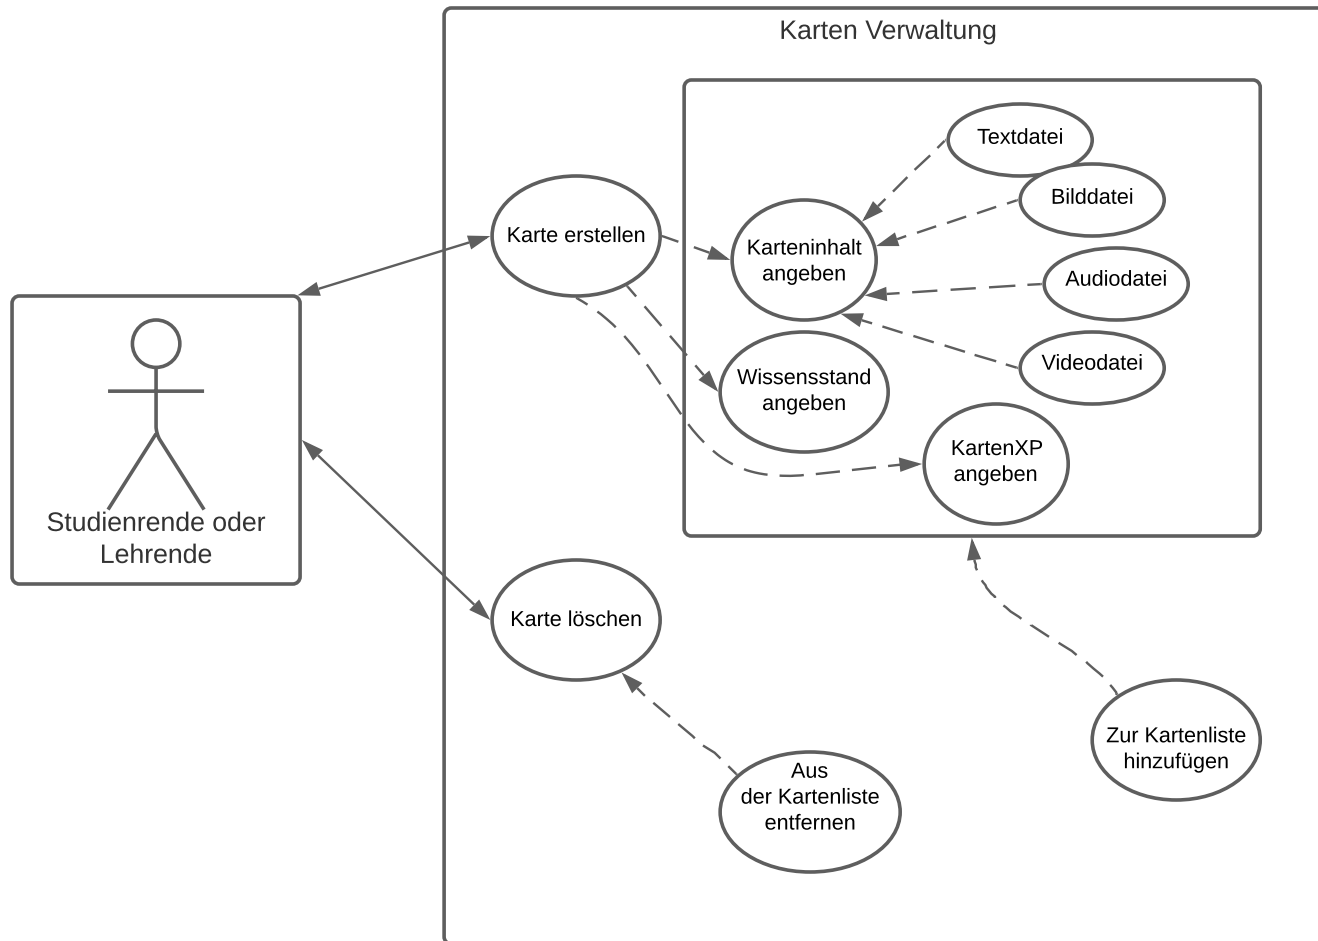 Karten Verwaltung
Textdatei
Bilddatei
Karte erstellen
Karteninhalt
angeben
Audiodatei
Videodatei
Wissensstand
angeben
KartenXP
angeben
Studienrende oder
Lehrende
Karte löschen
Zur Kartenliste
hinzufügen
Aus
der Kartenliste
entfernen